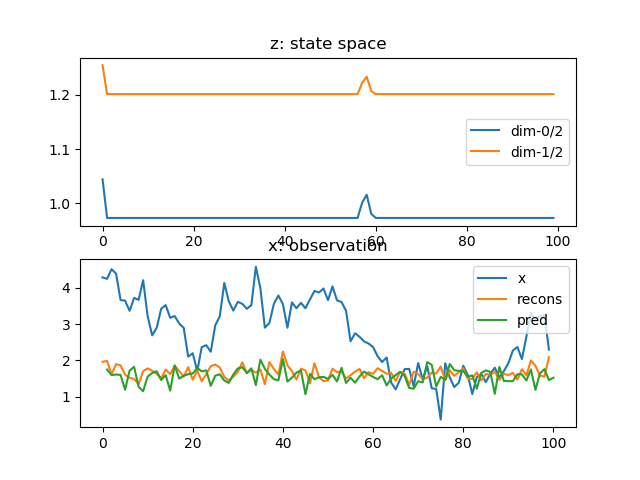 z: state space
1.2
1.1
1.0
dim-0/2
dim-1/2
0 20 40 60 80 100
x: observation
4
3
2
1
x
recons
pred
0 20 40 60 80 100